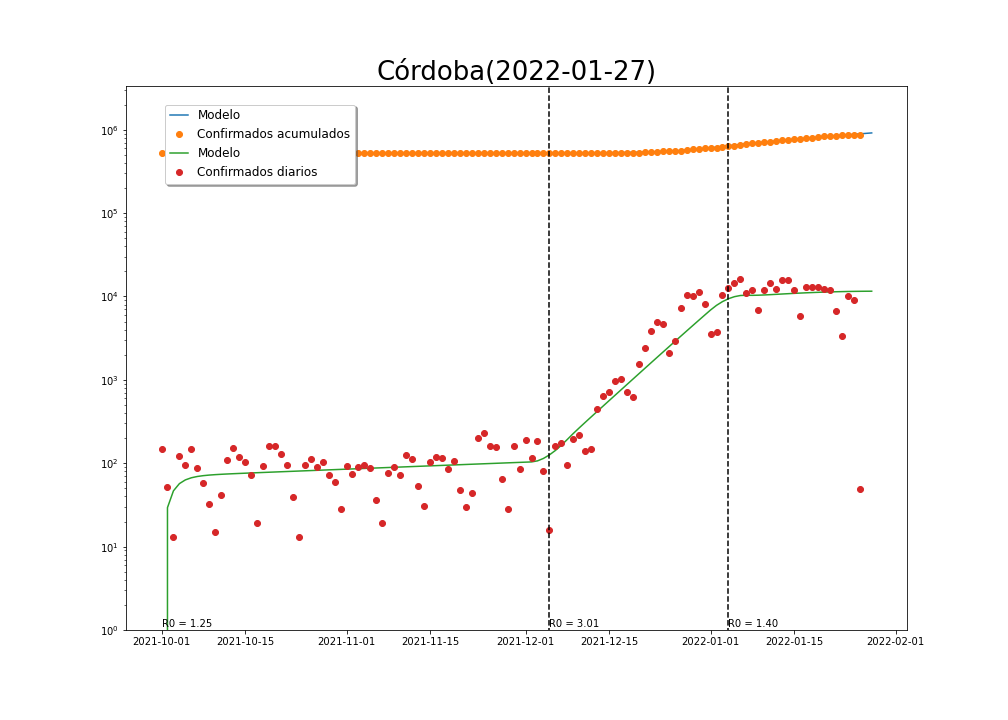 Córdoba(2022-01-27)
Modelo
Confirmados acumulados
Modelo
Confirmados diarios
10⁶
10⁵
10⁴
10³
10²
10¹
10⁰
R0 = 1.25
R0 = 3.01
R0 = 1.40
2021-10-01 2021-10-15 2021-11-01 2021-11-15 2021-12-01 2021-12-15 2022-01-01 2022-01-15 2022-02-01